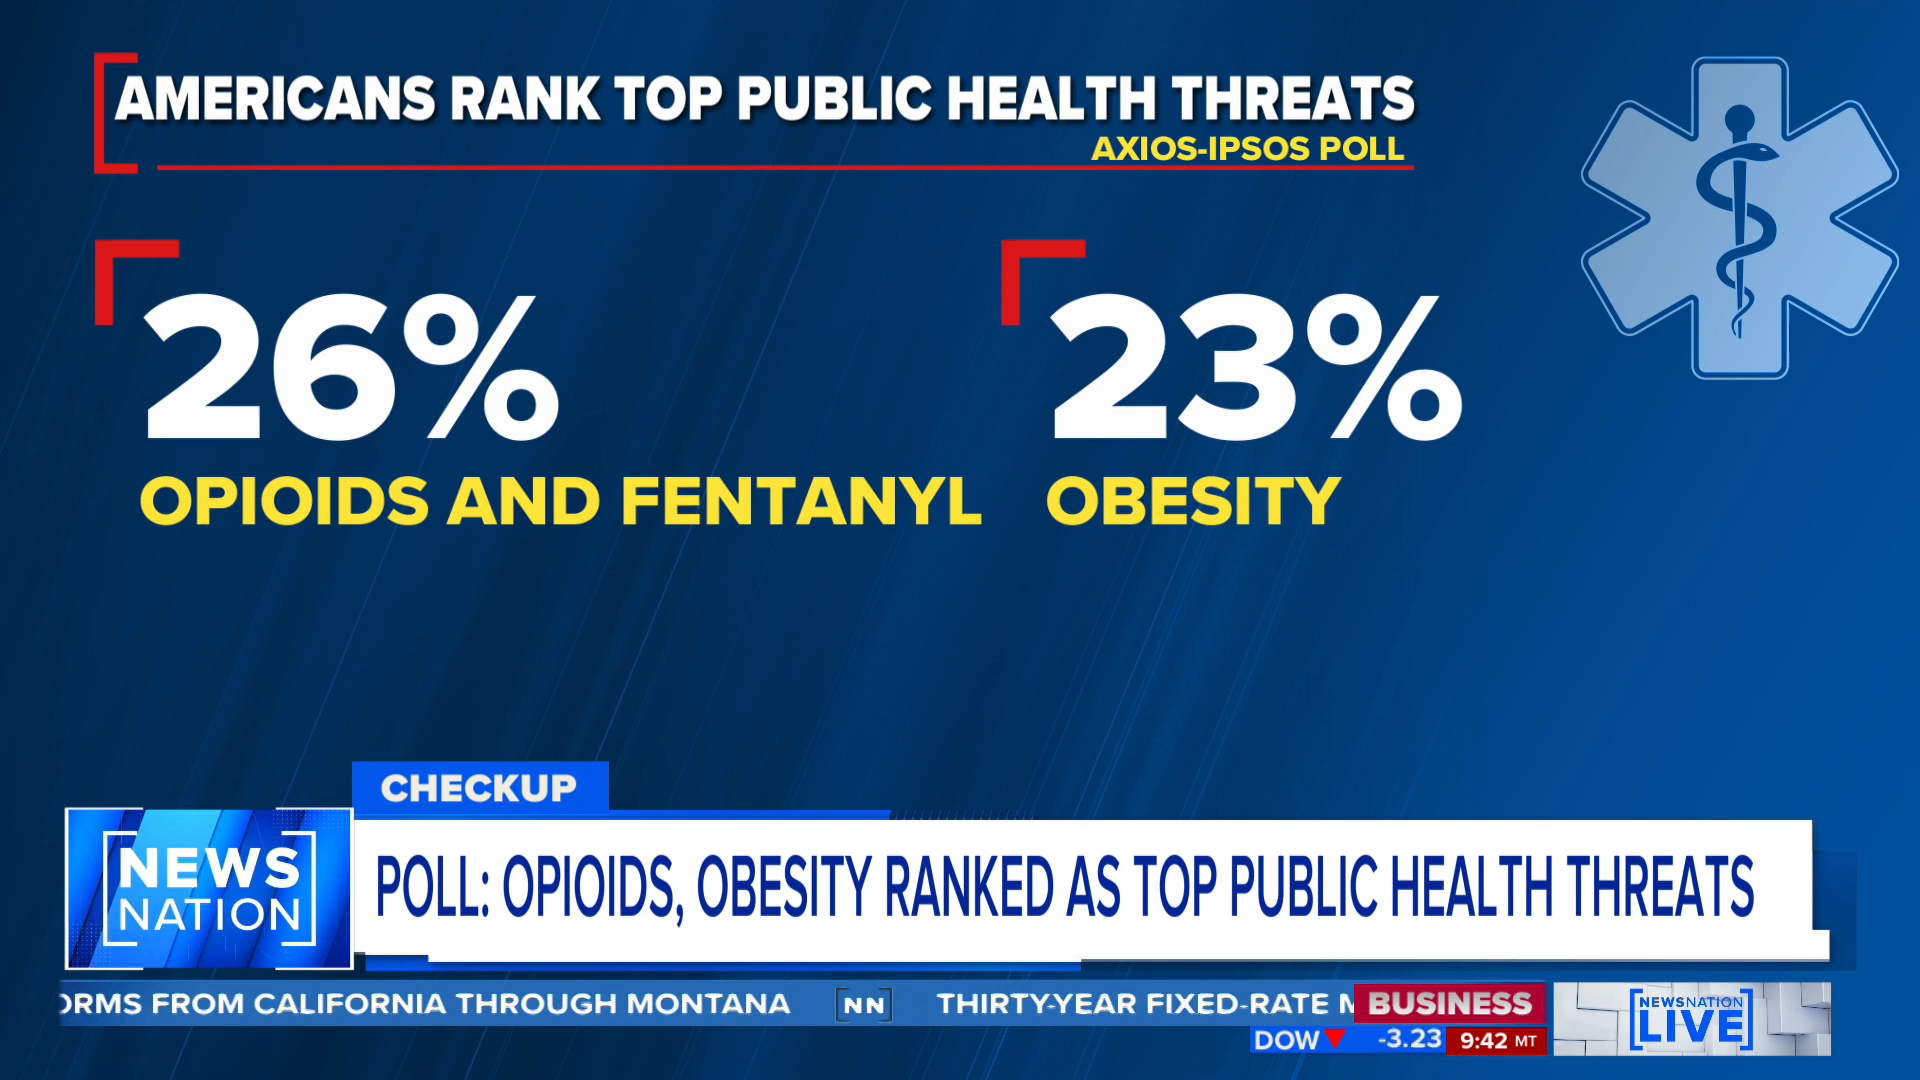 AMERICANS RANK TOP PUBLIC HEALTH THREATS
AXIOS-IPSOS POLL
26%
OPIOIDS AND FENTANYL
23%
OBESITY
CHECKUP
NEWS
NATION
POLL: OPIOIDS, OBESITY RANKED AS TOP PUBLIC HEALTH THREATS
ORMS FROM CALIFORNIA THROUGH MONTANA [NN] THIRTY-YEAR FIXED-RATE M
BUSINESS
DOW -3.23 9:42 MT
NEWSNATION
LIVE